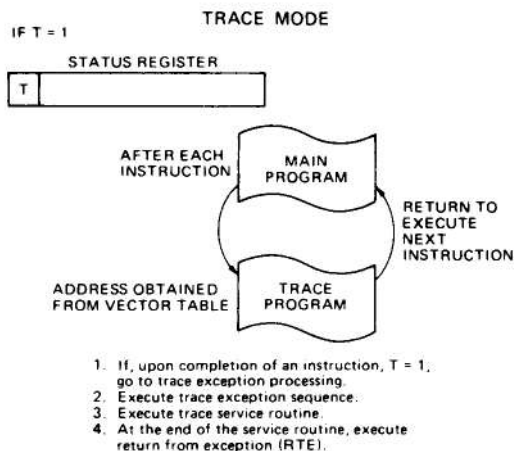 TRACE MODE
IF T = 1
STATUS REGISTER
T
AFTER EACH
INSTRUCTION
MAIN
PROGRAM
RETURN TO
EXECUTE
NEXT
INSTRUCTION
ADDRESS OBTAINED
FROM VECTOR TABLE
TRACE
PROGRAM
1. If, upon completion of an instruction, T = 1,
go to trace exception processing.
2. Execute trace exception sequence.
3. Execute trace service routine.
4. At the end of the service routine, execute
return from exception (RTE).